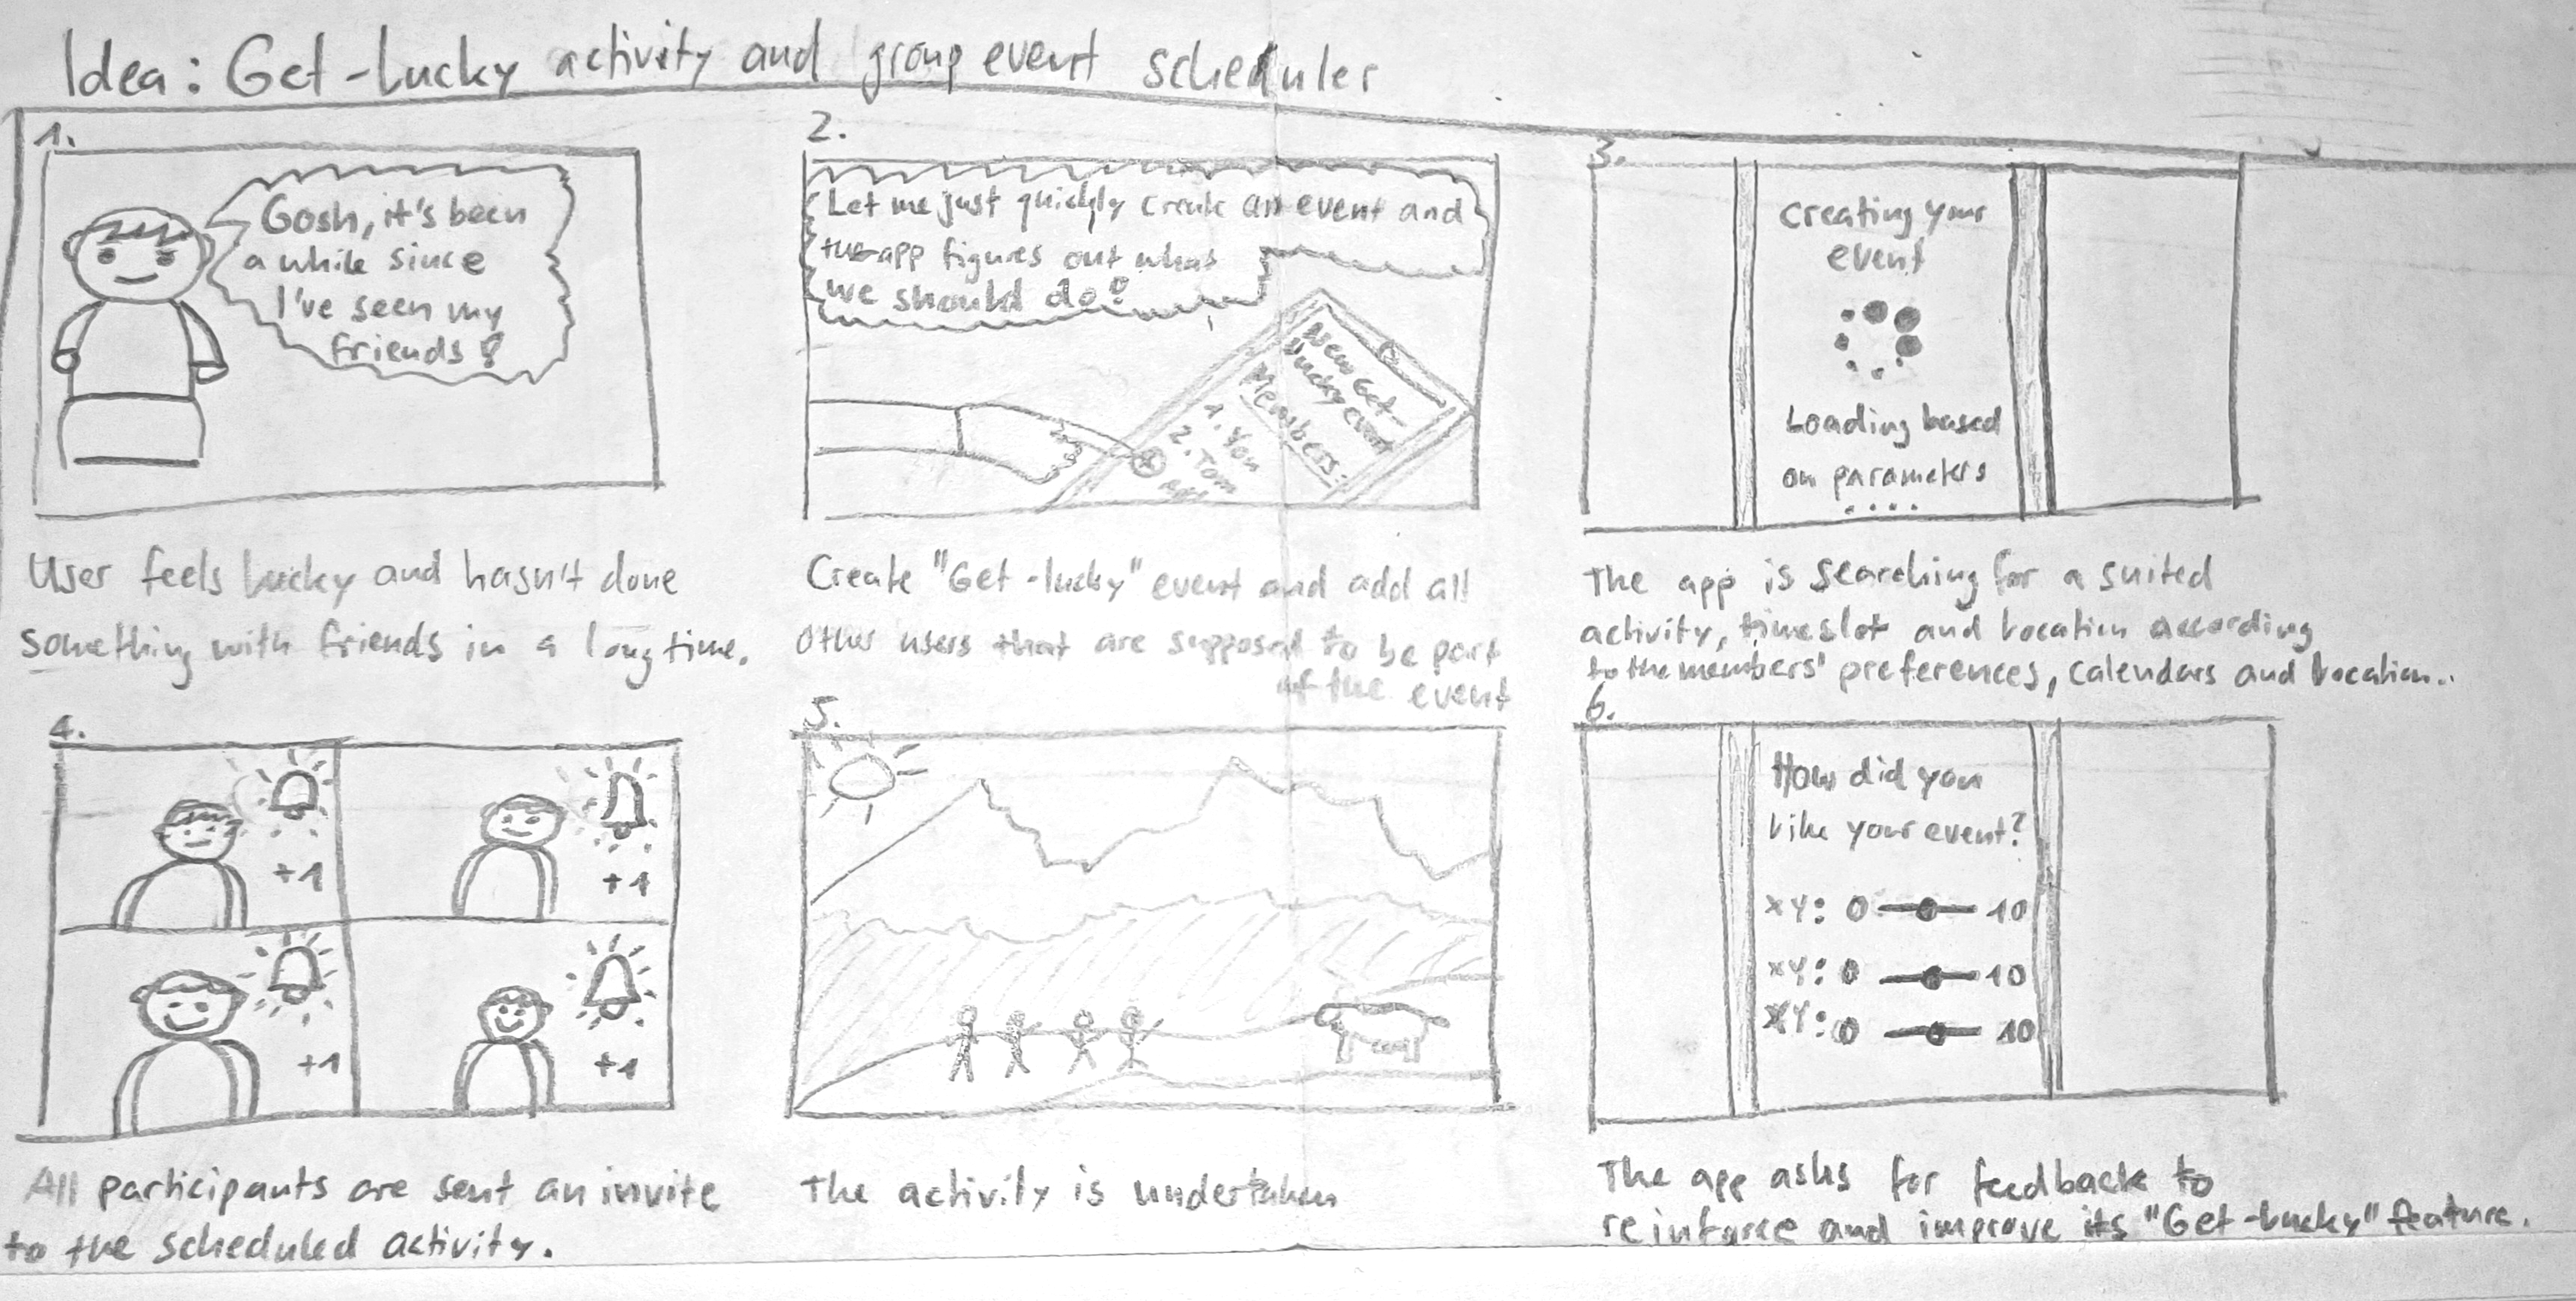 Idea: Get-Lucky activity and group event scheduler
1.
Gosh, it's been
a while since
I've seen my
friends!
User feels lucky and hasn't done
something with friends in a long time.
2.
Let me just quickly create an event and
the app figures out what
we should do!
New Get-
Lucky event
Members:
1. You
2. Tom
Create "Get-lucky" event and add all
other users that are supposed to be part
of the event
3.
Creating your
event
Loading based
on parameters
....
The app is searching for a suited
activity, timeslot and location according
to the members' preferences, calendars and location..
4.
+1
+1
+1
+1
All participants are sent an invite
to the scheduled activity.
5.
The activity is undertaken
6.
How did you
like your event?
XY: 0 10
XY: 0 10
XY: 0 10
The app asks for feedback to
reinforce and improve its "Get-lucky" feature.